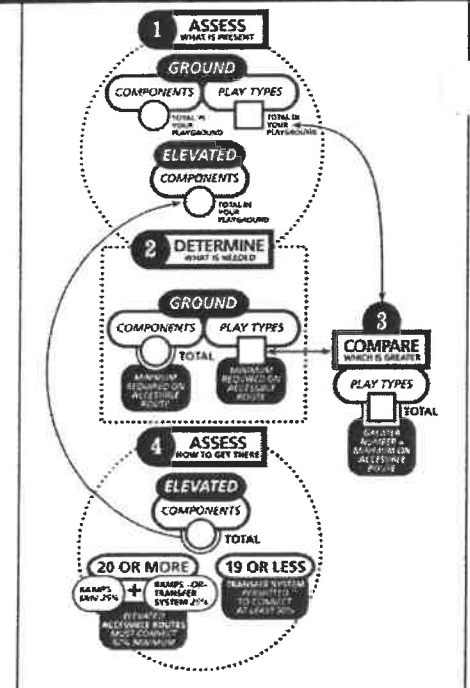 1 ASSESS
WHAT IS PRESENT
GROUND
COMPONENTS PLAY TYPES
TOTAL IN
YOUR
PLAYGROUND
TOTAL IN
YOUR
PLAYGROUND
ELEVATED
COMPONENTS
TOTAL IN
YOUR
PLAYGROUND
2 DETERMINE
WHAT IS NEEDED
GROUND
COMPONENTS PLAY TYPES
TOTAL
MINIMUM
REQUIRED ON
ACCESSIBLE
ROUTE
MINIMUM
REQUIRED ON
ACCESSIBLE
ROUTE
3
COMPARE
WHICH IS GREATER
PLAY TYPES
TOTAL
GREATER
NUMBER =
MINIMUM ON
ACCESSIBLE
ROUTE
4 ASSESS
HOW TO GET THERE
ELEVATED
COMPONENTS
TOTAL
20 OR MORE
RAMPS
MIN 25%
+
RAMPS -OR-
TRANSFER
SYSTEM 25%
ELEVATED
ACCESSIBLE ROUTES
MUST CONNECT
50% MINIMUM
19 OR LESS
TRANSFER SYSTEM
PERMITTED
TO CONNECT
AT LEAST 50%